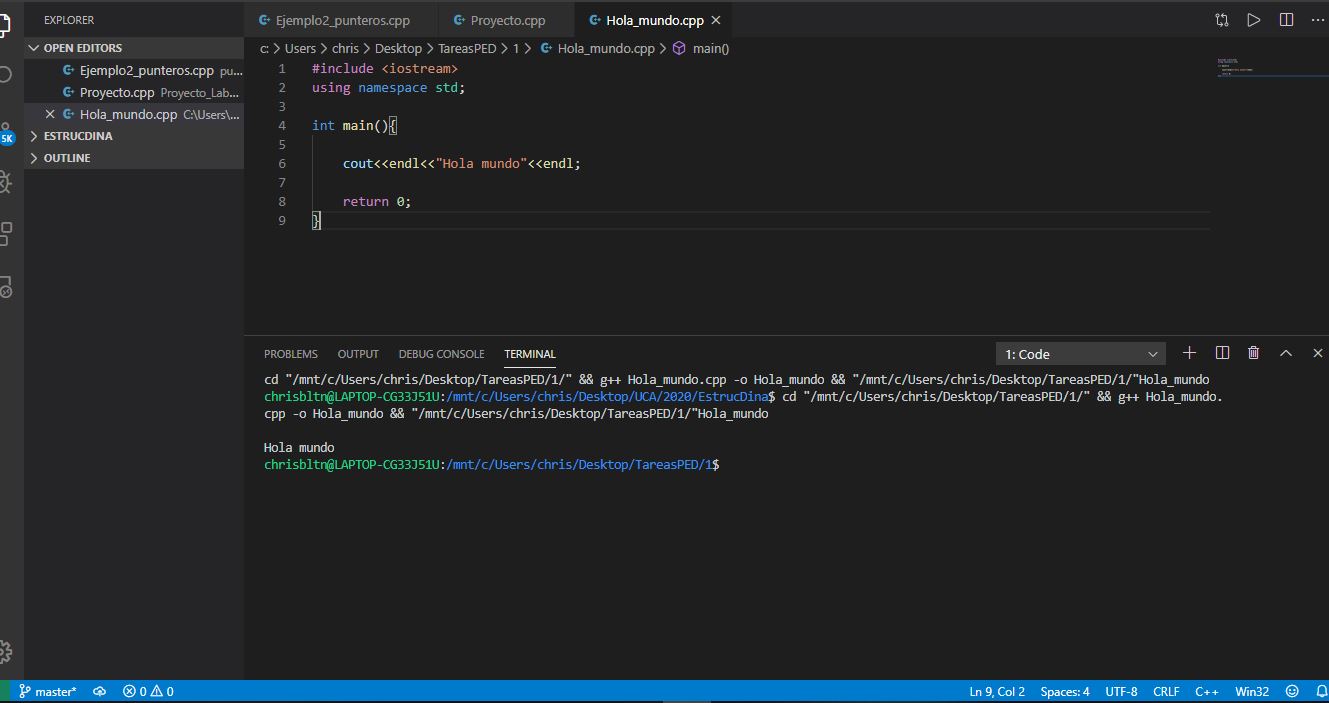 EXPLORER
OPEN EDITORS
Ejemplo2_punteros.cpp pu...
Proyecto.cpp Proyecto_Lab...
Hola_mundo.cpp C:\Users\...
ESTRUCDINA
OUTLINE
5K
Ejemplo2_punteros.cpp Proyecto.cpp Hola_mundo.cpp
c: > Users > chris > Desktop > TareasPED > 1 > Hola_mundo.cpp > main()
1 #include <iostream>
2 using namespace std;
3
4 int main(){
5
6 cout<<endl<<"Hola mundo"<<endl;
7
8 return 0;
9 }
PROBLEMS OUTPUT DEBUG CONSOLE TERMINAL 1: Code
cd "/mnt/c/Users/chris/Desktop/TareasPED/1/" && g++ Hola_mundo.cpp -o Hola_mundo && "/mnt/c/Users/chris/Desktop/TareasPED/1/"Hola_mundo
chrisbltn@LAPTOP-CG33J51U:/mnt/c/Users/chris/Desktop/UCA/2020/EstrucDina$ cd "/mnt/c/Users/chris/Desktop/TareasPED/1/" && g++ Hola_mundo.
cpp -o Hola_mundo && "/mnt/c/Users/chris/Desktop/TareasPED/1/"Hola_mundo
Hola mundo
chrisbltn@LAPTOP-CG33J51U:/mnt/c/Users/chris/Desktop/TareasPED/1$
master* 0 0 Ln 9, Col 2 Spaces: 4 UTF-8 CRLF C++ Win32